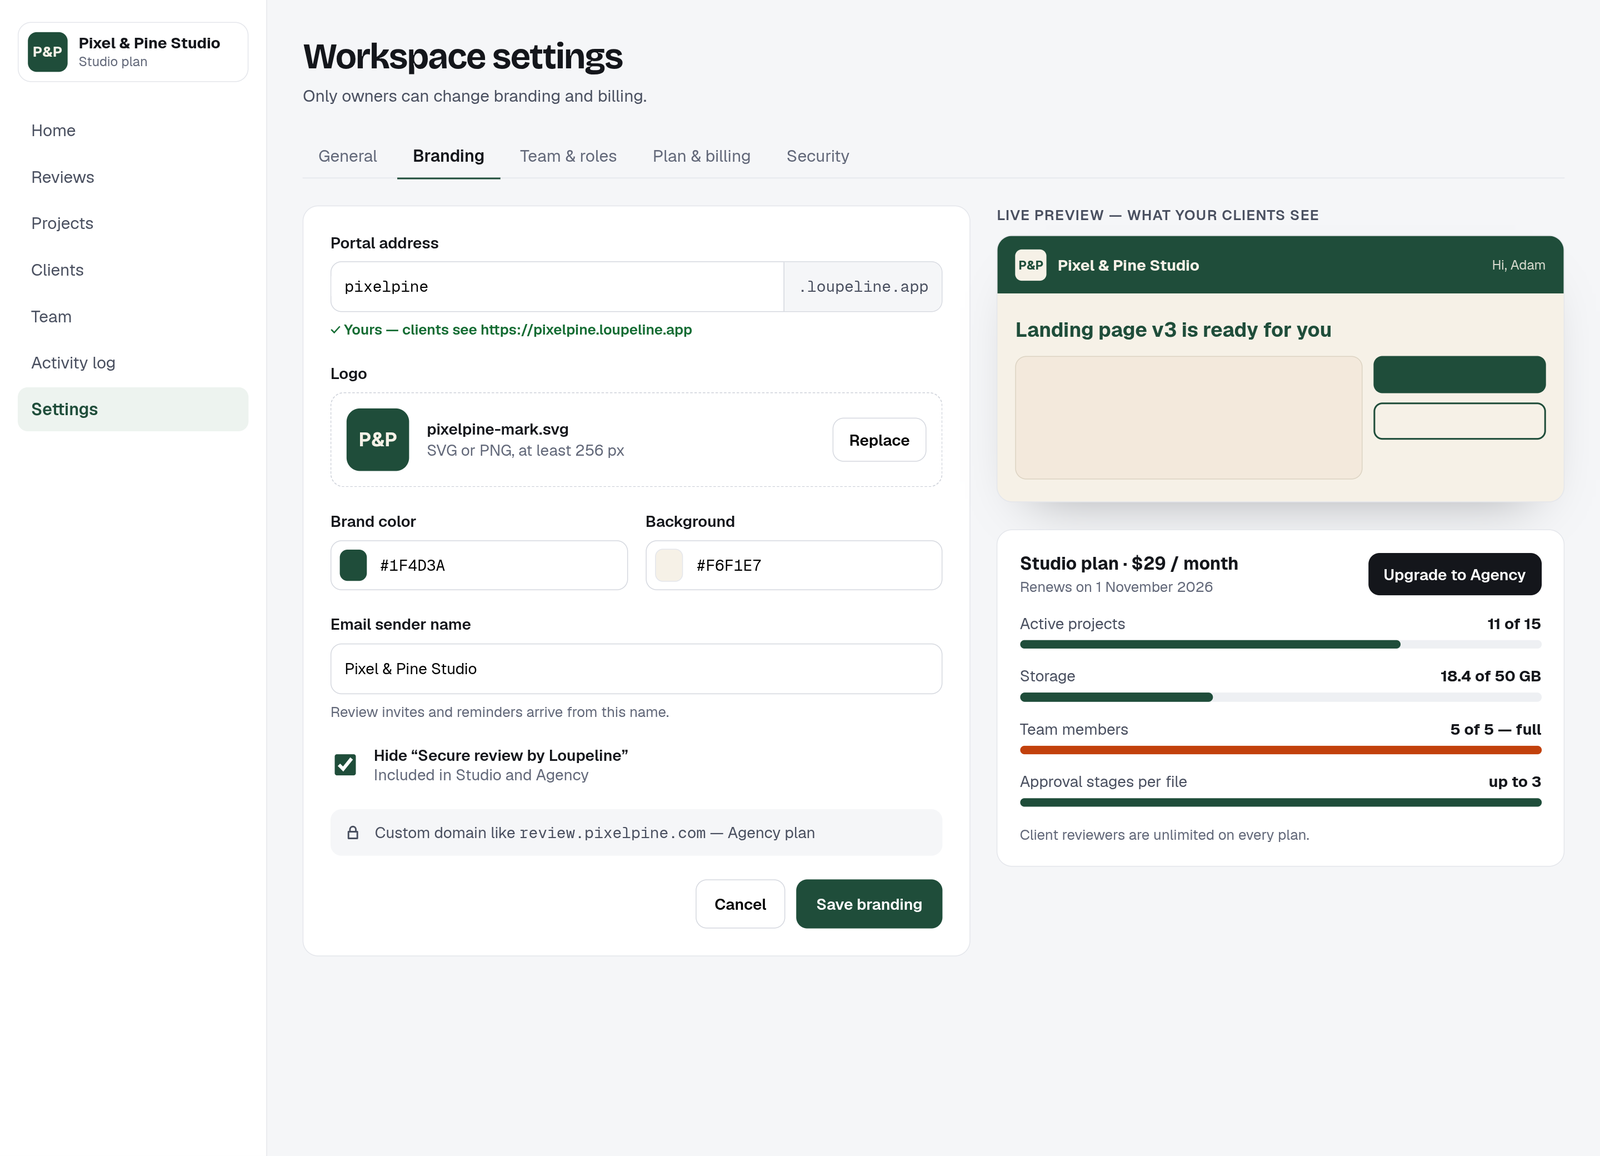 P&P
Pixel & Pine Studio
Studio plan
Home
Reviews
Projects
Clients
Team
Activity log
Settings
Workspace settings
Only owners can change branding and billing.
General
Branding
Team & roles
Plan & billing
Security
Portal address
pixelpine
.loupeline.app
✓ Yours — clients see https://pixelpine.loupeline.app
Logo
P&P
pixelpine-mark.svg
SVG or PNG, at least 256 px
Replace
Brand color
#1F4D3A
Background
#F6F1E7
Email sender name
Pixel & Pine Studio
Review invites and reminders arrive from this name.
Hide “Secure review by Loupeline”
Included in Studio and Agency
Custom domain like review.pixelpine.com — Agency plan
Cancel
Save branding
LIVE PREVIEW — WHAT YOUR CLIENTS SEE
P&P
Pixel & Pine Studio
Hi, Adam
Landing page v3 is ready for you
Studio plan · $29 / month
Renews on 1 November 2026
Upgrade to Agency
Active projects
11 of 15
Storage
18.4 of 50 GB
Team members
5 of 5 — full
Approval stages per file
up to 3
Client reviewers are unlimited on every plan.